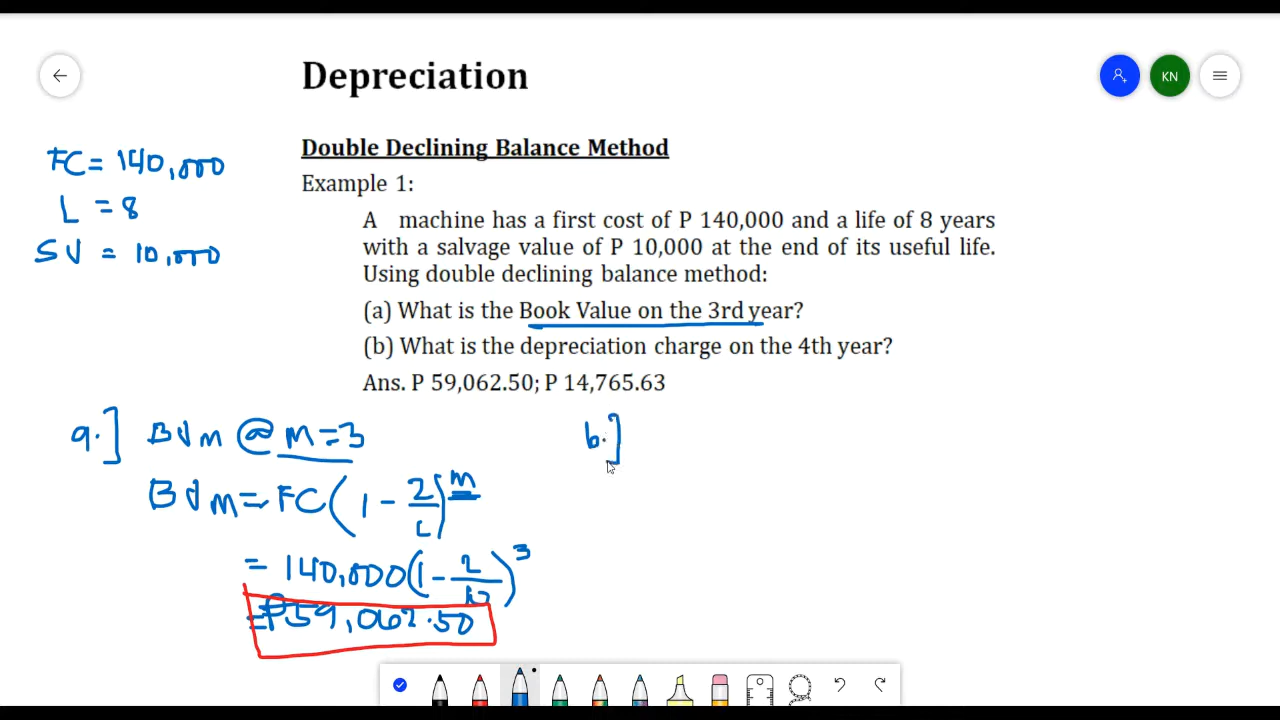 Depreciation
KN
Double Declining Balance Method
Example 1:
A machine has a first cost of P 140,000 and a life of 8 years
with a salvage value of P 10,000 at the end of its useful life.
Using double declining balance method:
(a) What is the Book Value on the 3rd year?
(b) What is the depreciation charge on the 4th year?
Ans. P 59,062.50; P 14,765.63
FC = 140,000
L = 8
SV = 10,000
a.] BVm @ m=3
BVm = FC(1 - 2/L)^m
= 140,000(1 - 2/  )^3
= P59,062.50
b.]